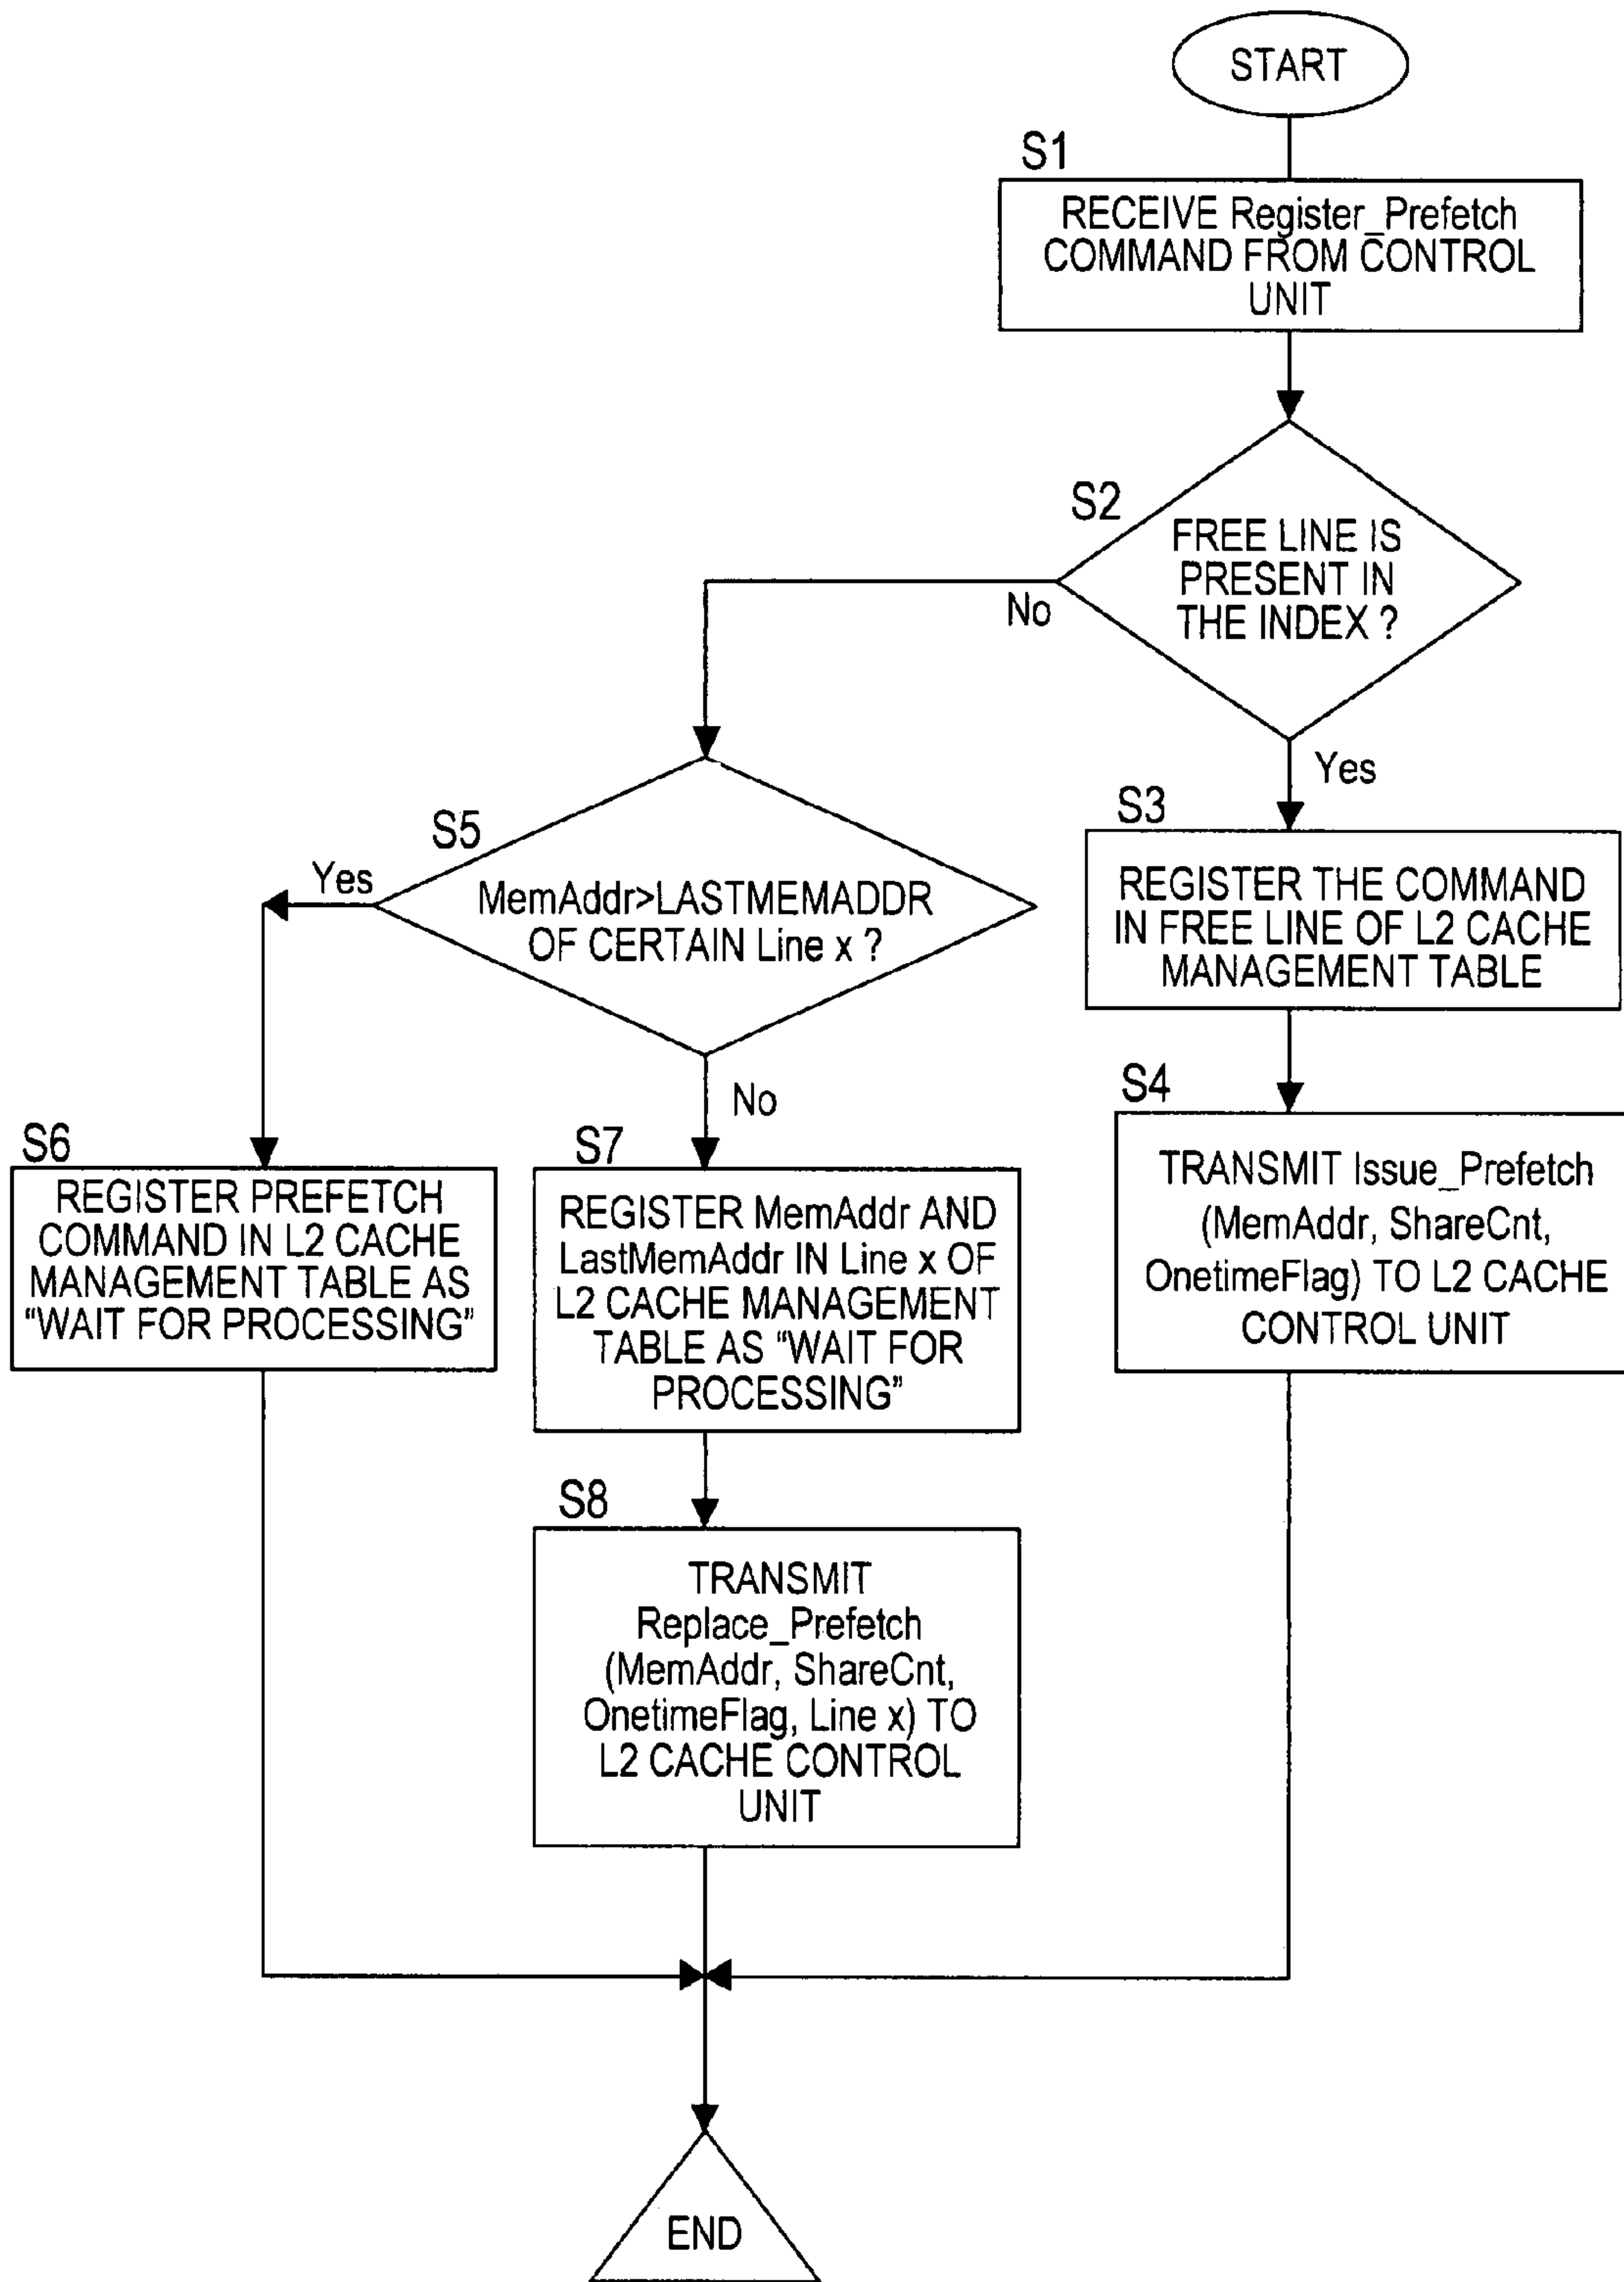 START
S1
RECEIVE Register_Prefetch
COMMAND FROM CONTROL
UNIT
S2
FREE LINE IS
PRESENT IN
THE INDEX ?
No
Yes
S3
REGISTER THE COMMAND
IN FREE LINE OF L2 CACHE
MANAGEMENT TABLE
S4
TRANSMIT Issue_Prefetch
(MemAddr, ShareCnt,
OnetimeFlag) TO L2 CACHE
CONTROL UNIT
S5
MemAddr>LASTMEMADDR
OF CERTAIN Line x ?
Yes
No
S6
REGISTER PREFETCH
COMMAND IN L2 CACHE
MANAGEMENT TABLE AS
“WAIT FOR PROCESSING”
S7
REGISTER MemAddr AND
LastMemAddr IN Line x OF
L2 CACHE MANAGEMENT
TABLE AS “WAIT FOR
PROCESSING”
S8
TRANSMIT
Replace_Prefetch
(MemAddr, ShareCnt,
OnetimeFlag, Line x) TO
L2 CACHE CONTROL
UNIT
END